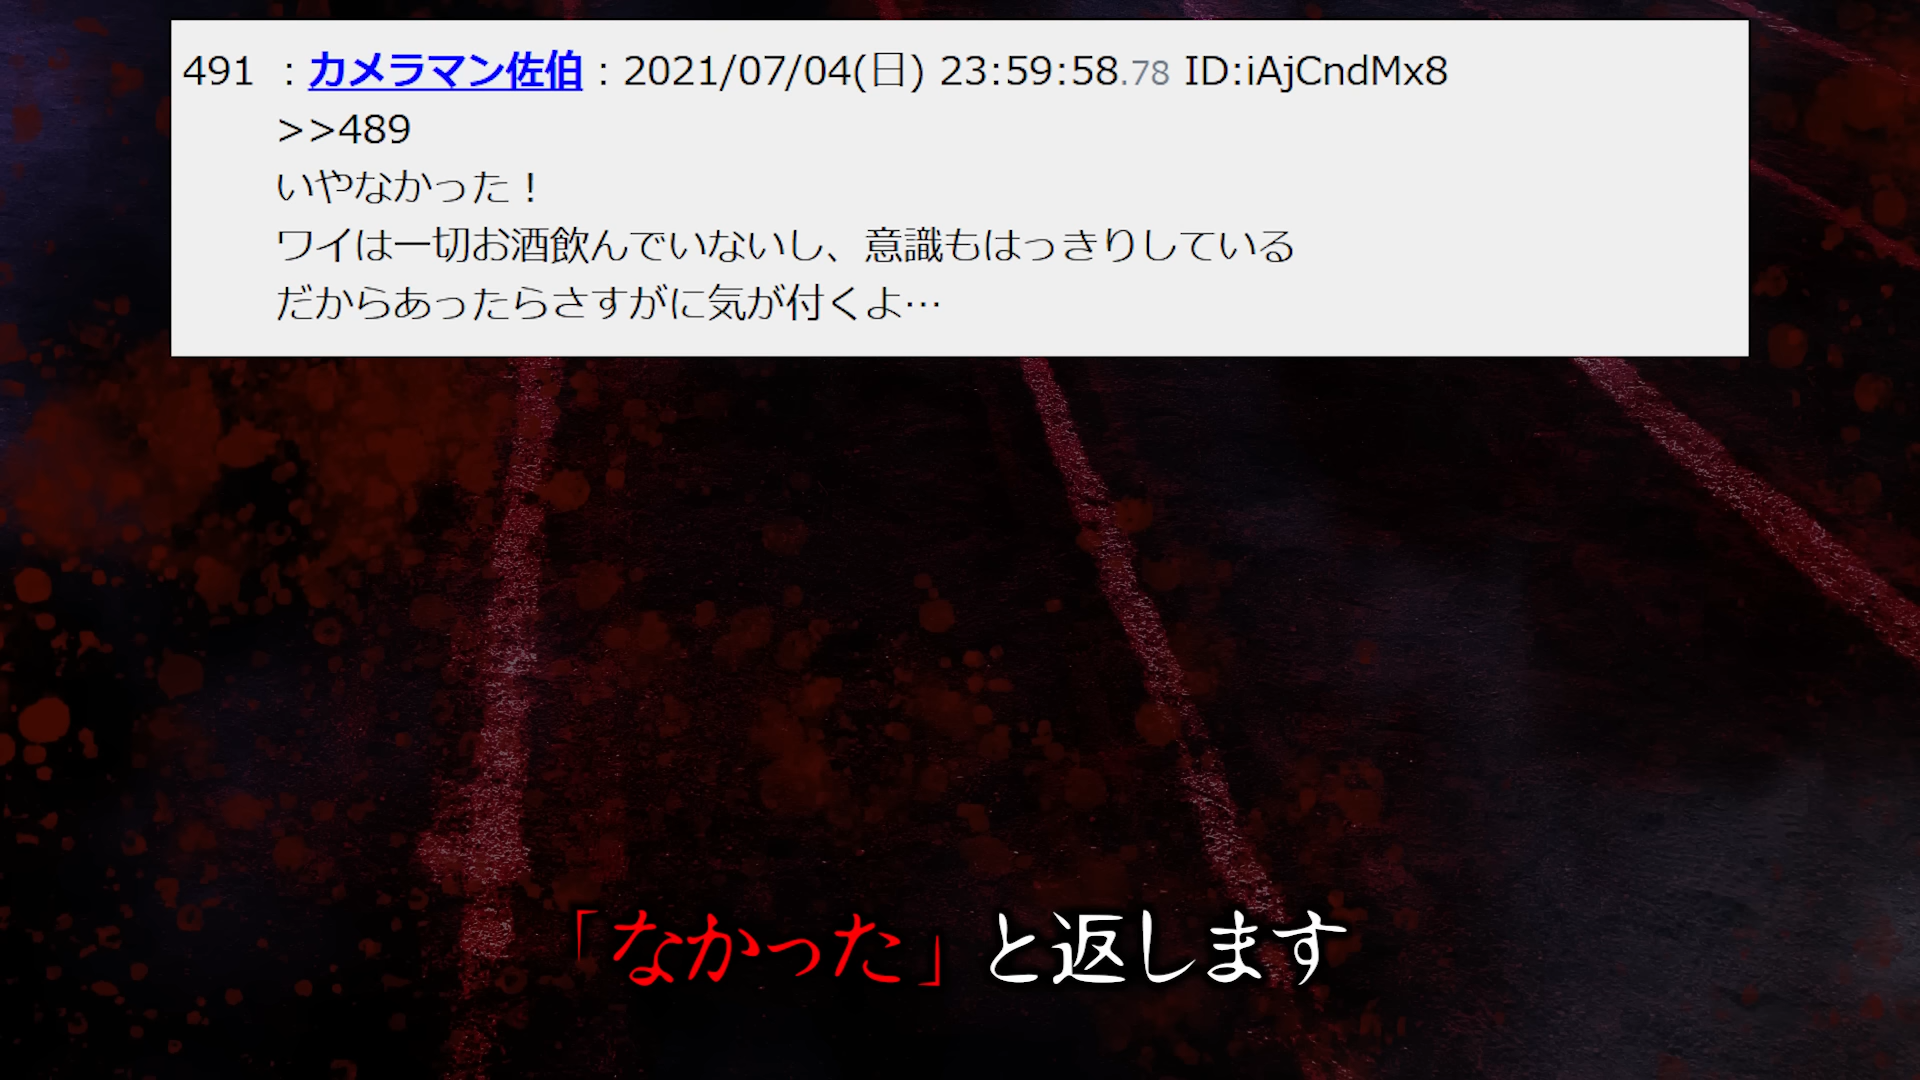 491 : カメラマン佐伯 : 2021/07/04(日) 23:59:58.78 ID:iAjCndMx8
>>489
いやなかった！
ワイは一切お酒飲んでいないし、意識もはっきりしている
だからあったらさすがに気が付くよ…
「なかった」と返します